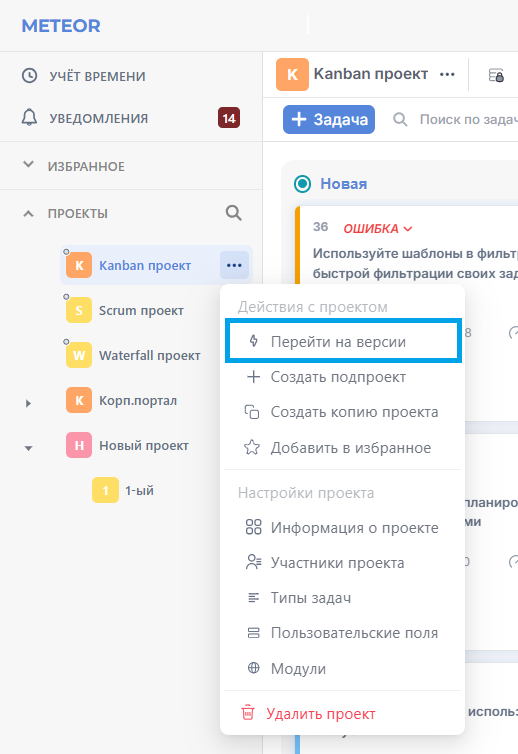 METEOR
УЧЁТ ВРЕМЕНИ
УВЕДОМЛЕНИЯ
14
ИЗБРАННОЕ
ПРОЕКТЫ
K
Kanban проект
S
Scrum проект
W
Waterfall проект
К
Корп.портал
Н
Новый проект
1
1-ый
K
Kanban проект
Задача
Поиск по задач
Новая
36
ОШИБКА
Используйте шаблоны в фильтр
быстрой фильтрации своих зад
8
Действия с проектом
Перейти на версии
Создать подпроект
Создать копию проекта
Добавить в избранное
Настройки проекта
Информация о проекте
Участники проекта
Типы задач
Пользовательские поля
Модули
Удалить проект
планиро
ми
0
использ